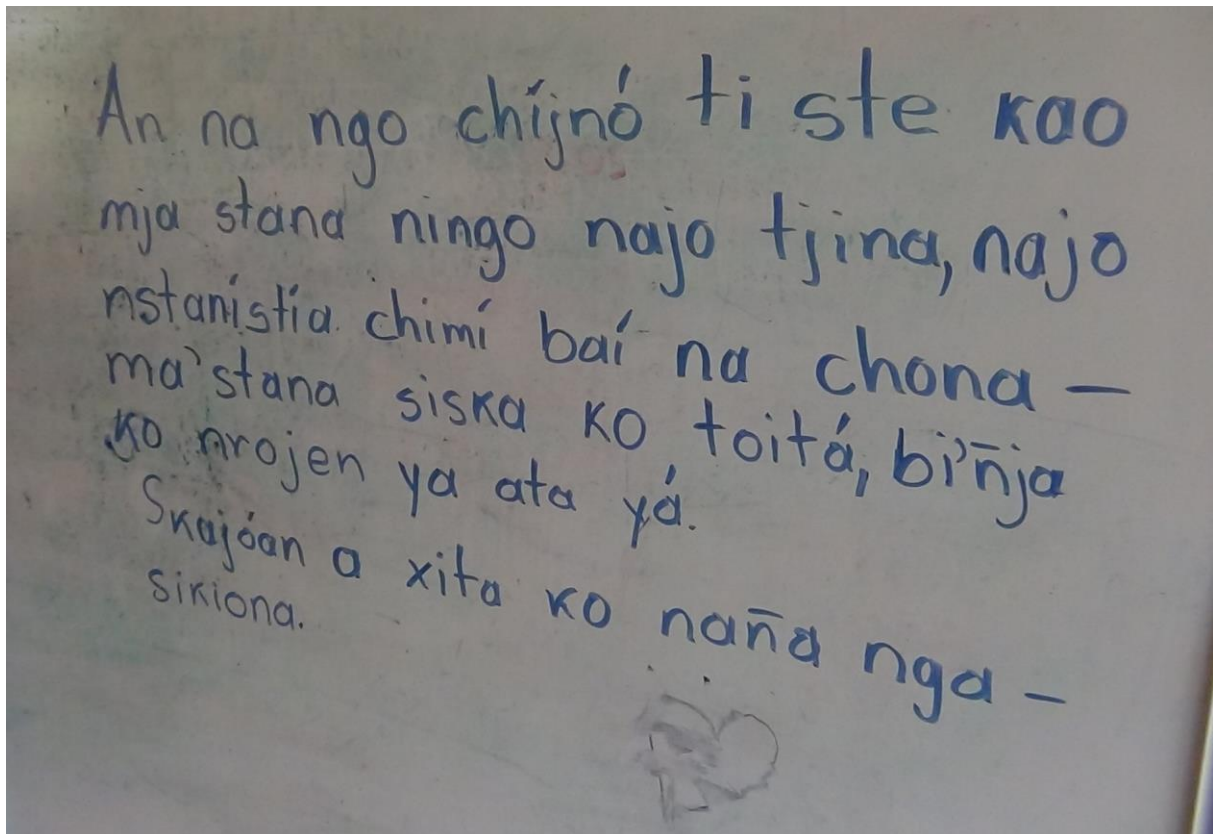 An na ngo chíjnó ti ste kao
mja stana ningo najo tjina, najo
nstanístía chimí baí na chona —
ma'stana siska ko toitá, bi'ñja
ko nrojen ya ata yá.
Skajóan a xita ko naña nga —
sikiona.